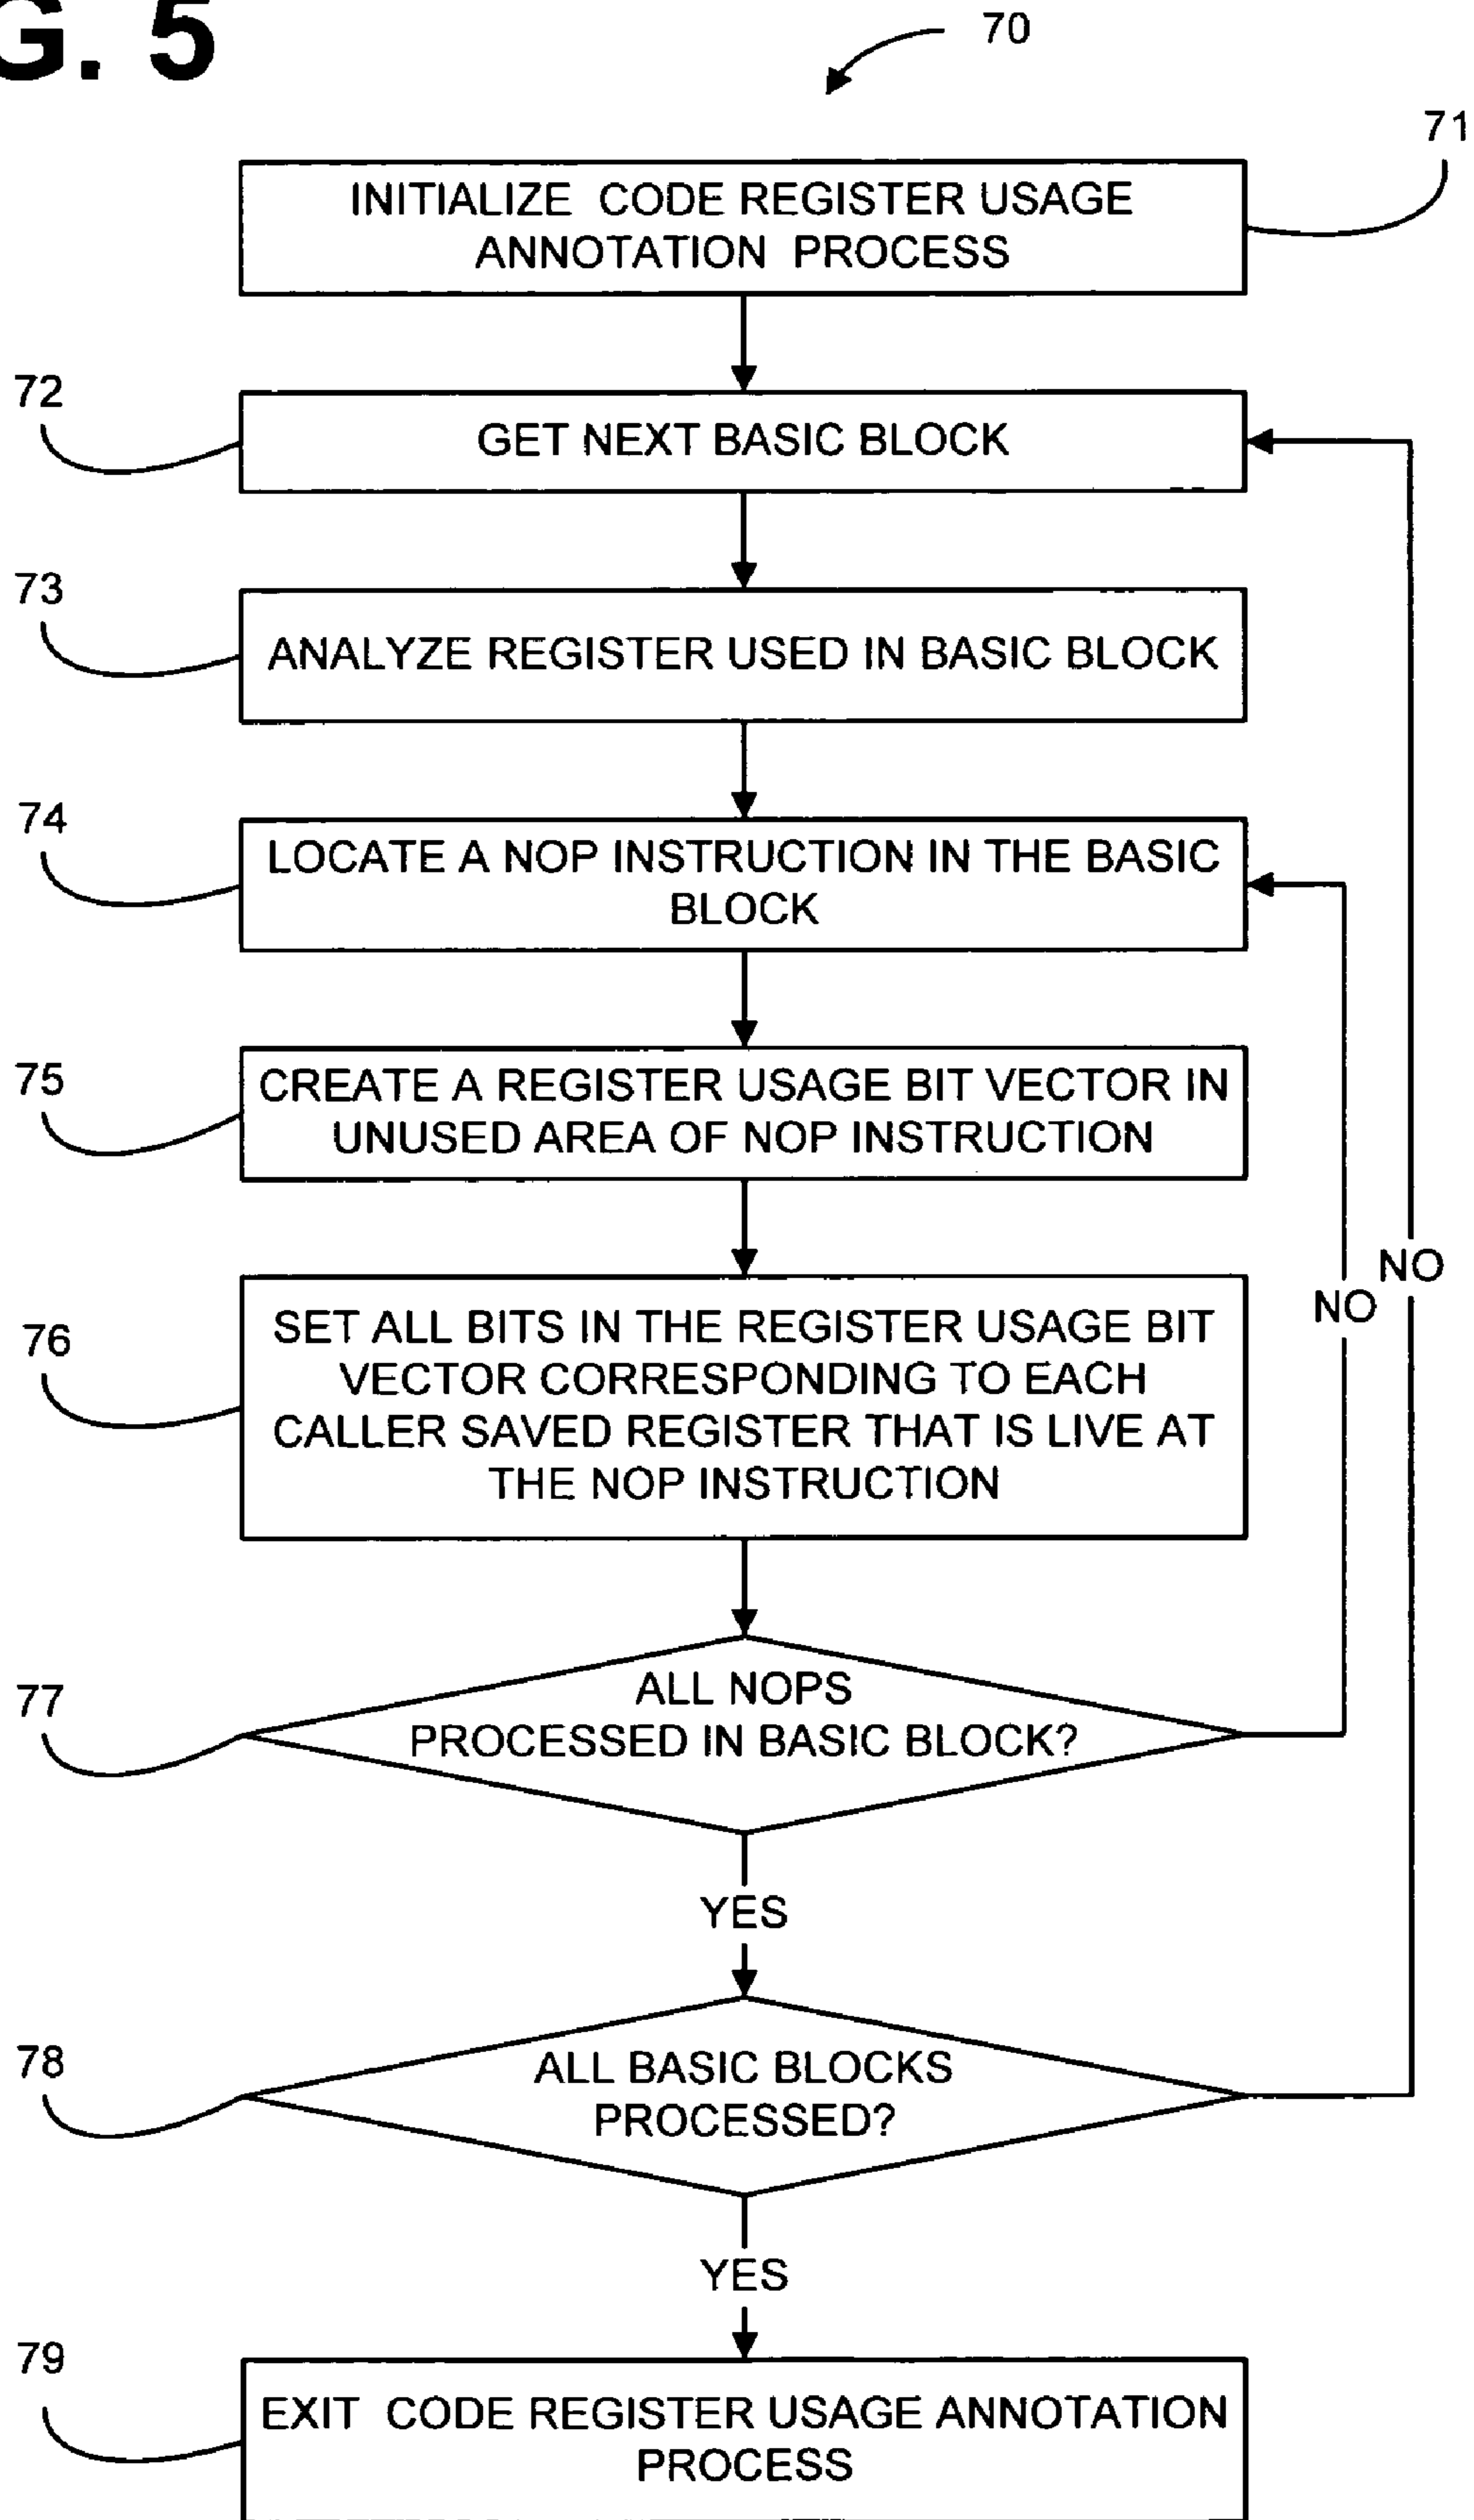 G. 5
70
71
INITIALIZE CODE REGISTER USAGE
ANNOTATION PROCESS
72
GET NEXT BASIC BLOCK
73
ANALYZE REGISTER USED IN BASIC BLOCK
74
LOCATE A NOP INSTRUCTION IN THE BASIC
BLOCK
75
CREATE A REGISTER USAGE BIT VECTOR IN
UNUSED AREA OF NOP INSTRUCTION
NO
NO
76
SET ALL BITS IN THE REGISTER USAGE BIT
VECTOR CORRESPONDING TO EACH
CALLER SAVED REGISTER THAT IS LIVE AT
THE NOP INSTRUCTION
77
ALL NOPS
PROCESSED IN BASIC BLOCK?
YES
78
ALL BASIC BLOCKS
PROCESSED?
YES
79
EXIT CODE REGISTER USAGE ANNOTATION
PROCESS